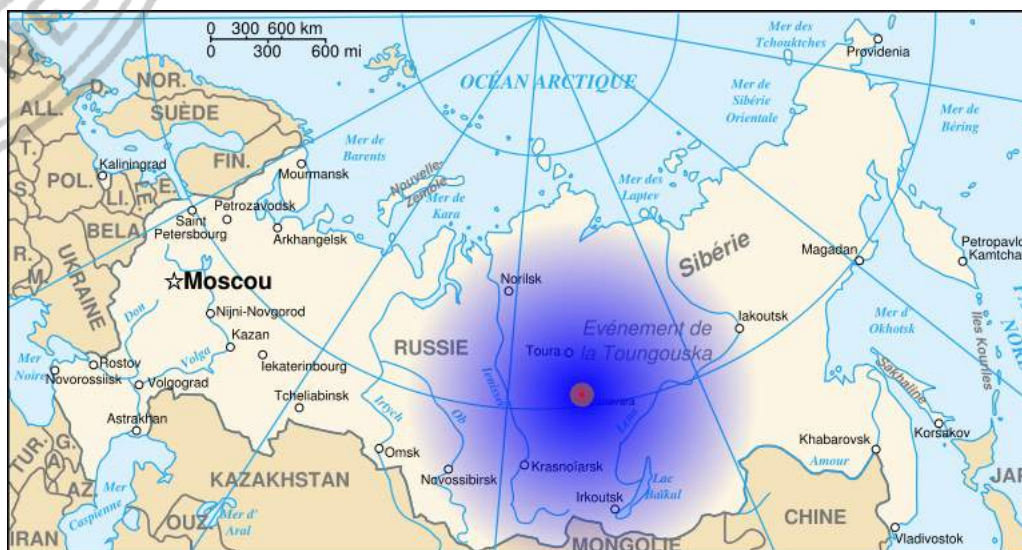 0 300 600 km
0 300 600 mi
OCÉAN ARCTIQUE
Mer des
Tchouktches
Providenia
Mer de
Sibérie
Orientale
Mer de
Béring
NOR.
SUÈDE
D.
ALL.
FIN.
Mer de
Barents
Mourmansk
Nouvelle-
Zemble
Mer de
Kara
Mer des
Laptev
T.
Kaliningrad
POL.
LI.
E.
S.
Petrozavodsk
Saint
Petersbourg
Arkhangelsk
BELA.
R.
M.
UKRAINE
Moscou
Norilsk
Sibérie
Magadan
Petropavlo
Kamtchat
Nijni-Novgorod
Don
Kazan
Volga
Iekaterinbourg
RUSSIE
Evénement de
la Toungouska
Toura
Iakoutsk
Mer d'
Okhotsk
Îles Kouriles
Mer
Noire
Rostov
Novorossiisk
Volgograd
Tcheliabinsk
Astrakhan
Irtych
Ob
Ienissei
Lena
Sakhaline
Korsakov
Khabarovsk
Amour
Omsk
Novossibirsk
Krasnoïarsk
Irkoutsk
Lac
Baïkal
TUR.
G.
A.
AZ.
IRAN
Mer
Caspienne
KAZAKHSTAN
OUZ.
Mer d'
Aral
MONGOLIE
CHINE
Vladivostok
JAP